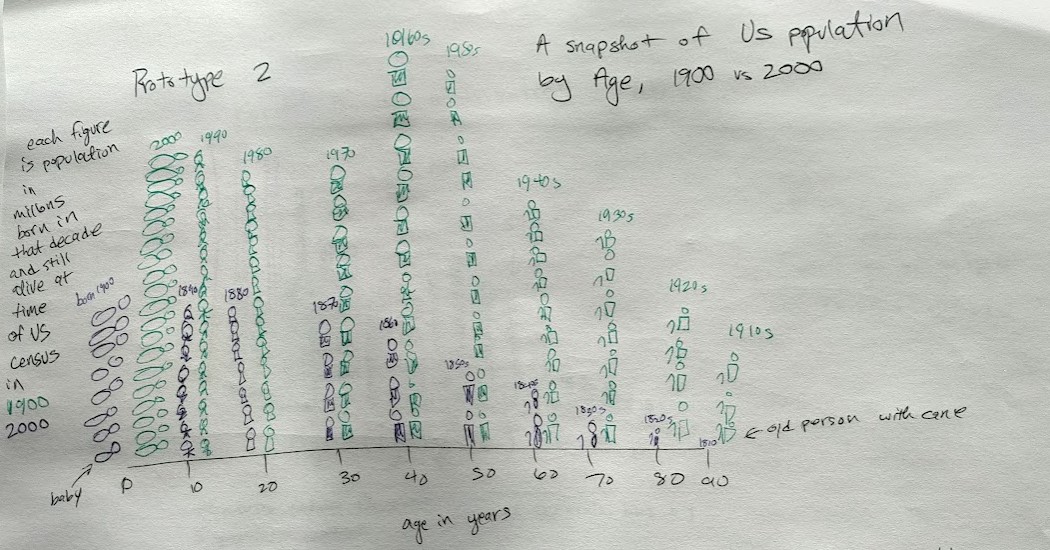 A snapshot of US population
by Age, 1900 vs 2000
Prototype 2
each figure
is population
in
millions
born in
that decade
and still
alive at
time
of US
census
in
1900
2000
born 1900
2000
1990
1890
1980
1880
1970
1870
1960s
1860
1950s
1850s
1940s
1840s
1930s
1830s
1920s
1820s
1910s
1810
← old person with cane
baby
0 10 20 30 40 50 60 70 80 90
age in years